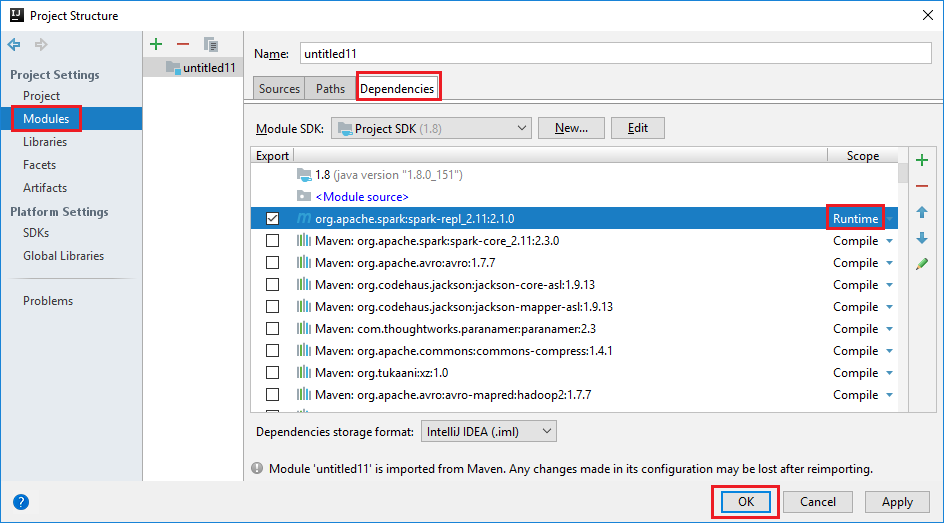 Project Structure
Project Settings
Project
Modules
Libraries
Facets
Artifacts
Platform Settings
SDKs
Global Libraries
Problems
untitled11
Name: untitled11
Sources Paths Dependencies
Module SDK: Project SDK (1.8) New... Edit
Export Scope
1.8 (java version "1.8.0_151")
<Module source>
m org.apache.spark:spark-repl_2.11:2.1.0 Runtime
Maven: org.apache.spark:spark-core_2.11:2.3.0 Compile
Maven: org.apache.avro:avro:1.7.7 Compile
Maven: org.codehaus.jackson:jackson-core-asl:1.9.13 Compile
Maven: org.codehaus.jackson:jackson-mapper-asl:1.9.13 Compile
Maven: com.thoughtworks.paranamer:paranamer:2.3 Compile
Maven: org.apache.commons:commons-compress:1.4.1 Compile
Maven: org.tukaani:xz:1.0 Compile
Maven: org.apache.avro:avro-mapred:hadoop2:1.7.7 Compile
Dependencies storage format: IntelliJ IDEA (.iml)
Module 'untitled11' is imported from Maven. Any changes made in its configuration may be lost after reimporting.
? OK Cancel Apply